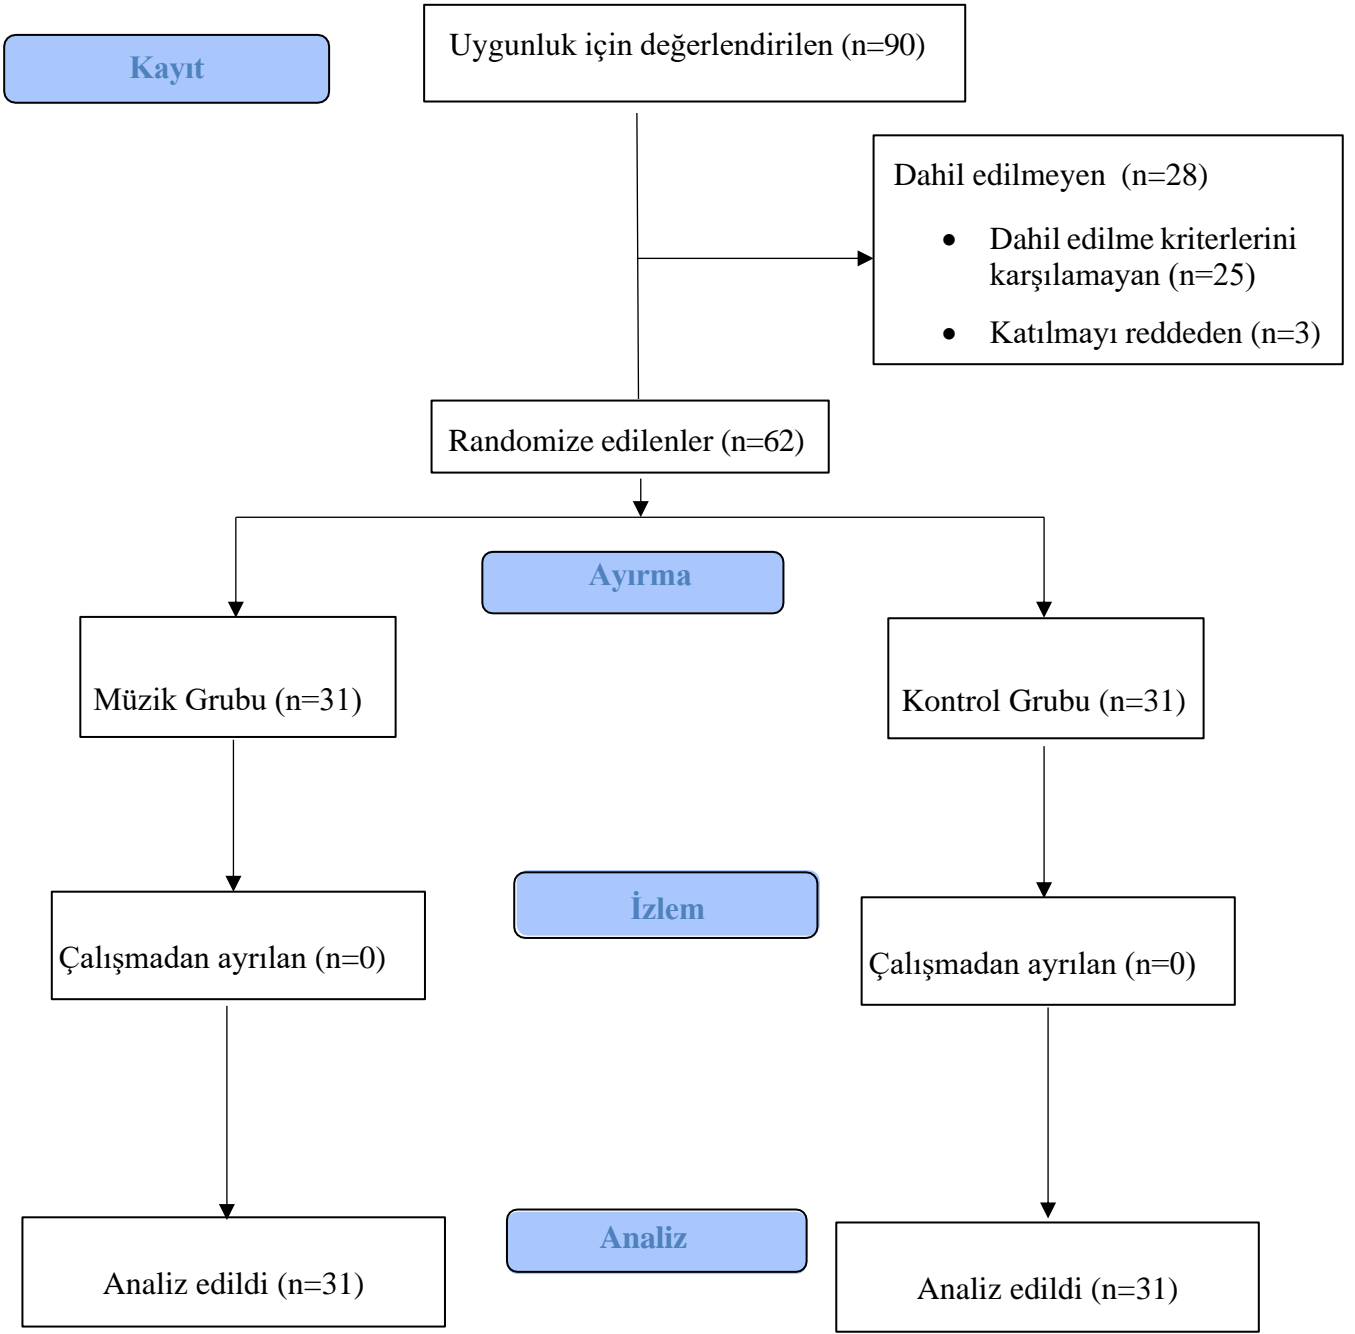 Kayıt
Uygunluk için değerlendirilen (n=90)
Dahil edilmeyen  (n=28)
• Dahil edilme kriterlerini
karşılamayan (n=25)
• Katılmayı reddeden (n=3)
Randomize edilenler (n=62)
Ayırma
Müzik Grubu (n=31)
Kontrol Grubu (n=31)
İzlem
Çalışmadan ayrılan (n=0)
Çalışmadan ayrılan (n=0)
Analiz
Analiz edildi (n=31)
Analiz edildi (n=31)